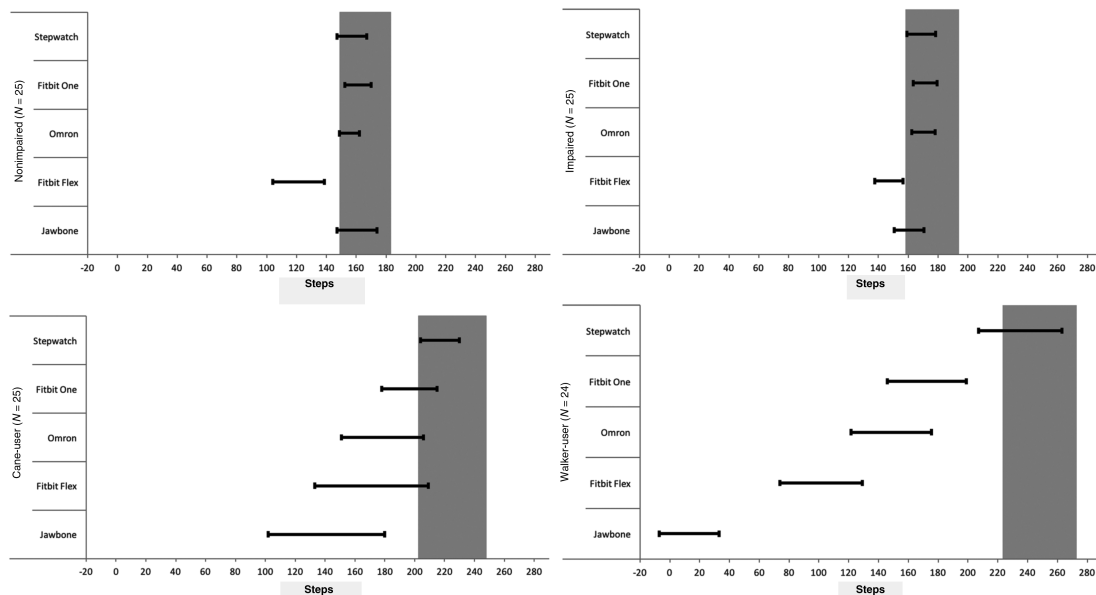 Nonimpaired (N = 25)
Stepwatch
Fitbit One
Omron
Fitbit Flex
Jawbone
-20 0 20 40 60 80 100 120 140 160 180 200 220 240 260 280
Steps
Impaired (N = 25)
Stepwatch
Fitbit One
Omron
Fitbit Flex
Jawbone
-20 0 20 40 60 80 100 120 140 160 180 200 220 240 260 280
Steps
Cane-user (N = 25)
Stepwatch
Fitbit One
Omron
Fitbit Flex
Jawbone
-20 0 20 40 60 80 100 120 140 160 180 200 220 240 260 280
Steps
Walker-user (N = 24)
Stepwatch
Fitbit One
Omron
Fitbit Flex
Jawbone
-20 0 20 40 60 80 100 120 140 160 180 200 220 240 260 280
Steps